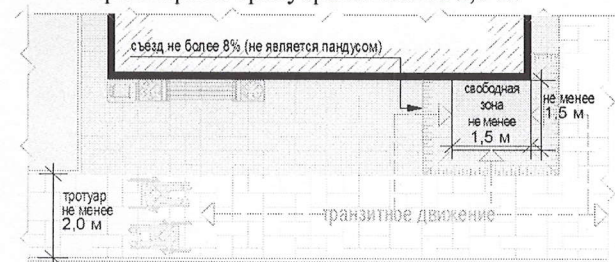 съезд не более 8% (не является пандусом)
свободная
зона
не менее
1,5 м
не менее
1,5 м
тротуар
не менее
2,0 м
транзитное движение